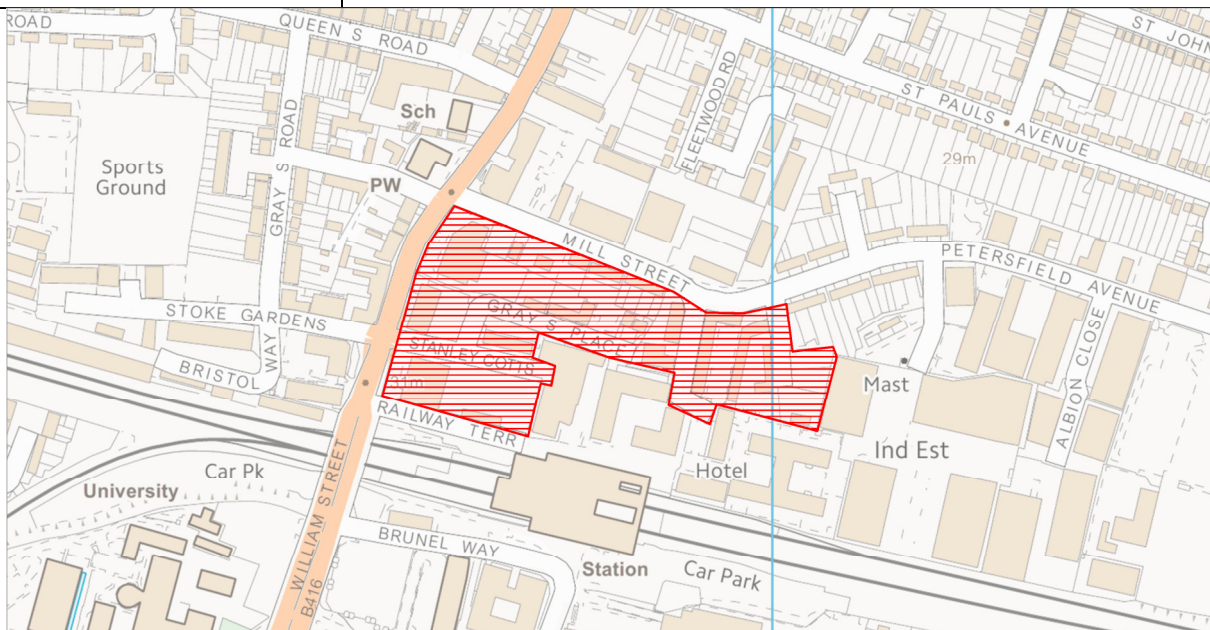 ROAD
QUEEN S ROAD
ST JOHN
FLEETWOOD RD
ST PAULS AVENUE
Sch
29m
Sports
Ground
GRAY S ROAD
PW
MILL STREET
PETERSFIELD AVENUE
STOKE GARDENS
GRAY S PLACE
STANLEY COTTS
BRISTOL WAY
31m
Mast
ALBION CLOSE
RAILWAY TERR
Ind Est
Car Pk
Hotel
University
WILLIAM STREET
B416
BRUNEL WAY
Station
Car Park